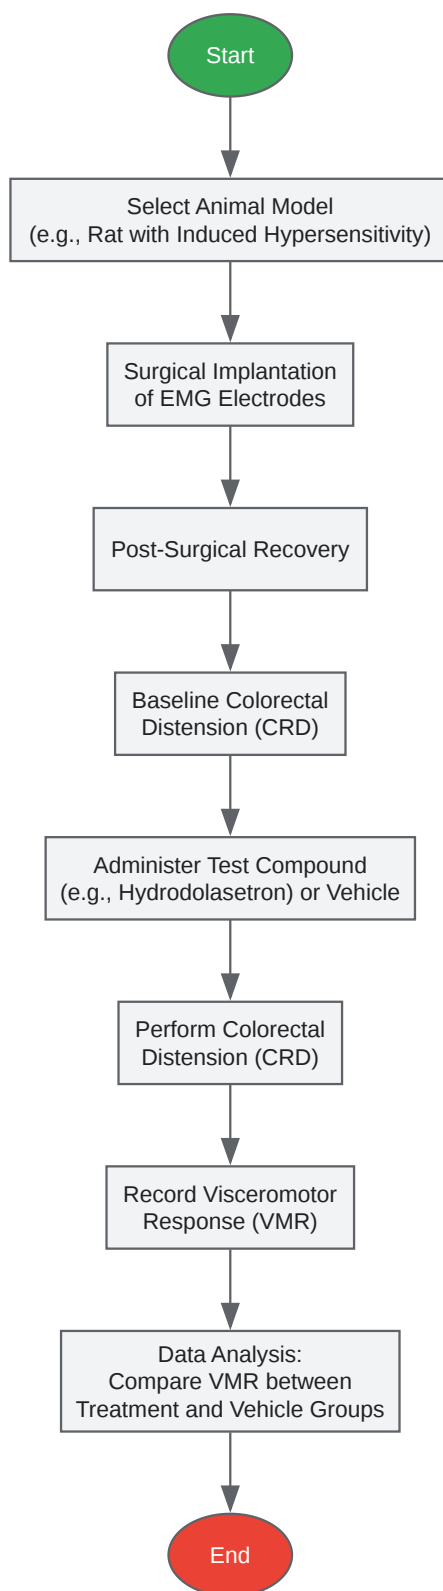 Start
Select Animal Model
(e.g., Rat with Induced Hypersensitivity)
Surgical Implantation
of EMG Electrodes
Post-Surgical Recovery
Baseline Colorectal
Distension (CRD)
Administer Test Compound
(e.g., Hydrodolasetron) or Vehicle
Perform Colorectal
Distension (CRD)
Record Visceromotor
Response (VMR)
Data Analysis:
Compare VMR between
Treatment and Vehicle Groups
End